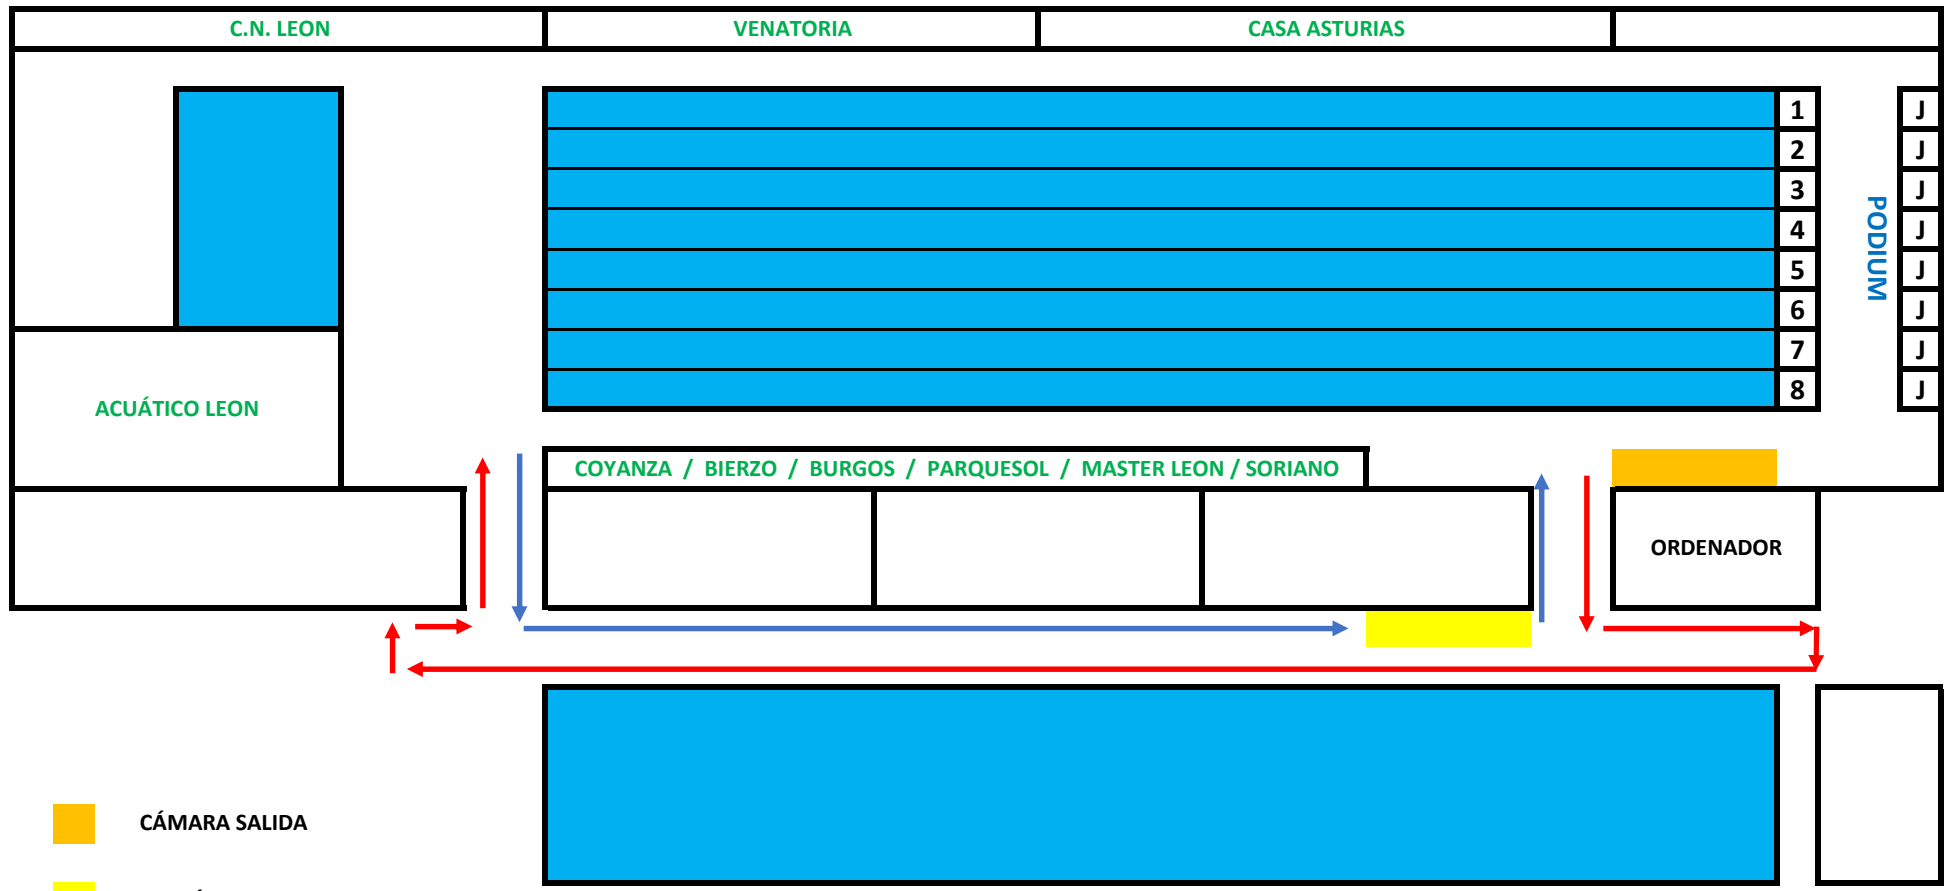 C.N. LEON
VENATORIA
CASA ASTURIAS
1
J
2
J
3
J
4
J
5
J
6
J
7
J
8
J
PODIUM
ACUÁTICO LEON
COYANZA / BIERZO / BURGOS / PARQUESOL / MASTER LEON / SORIANO
ORDENADOR
CÁMARA SALIDA